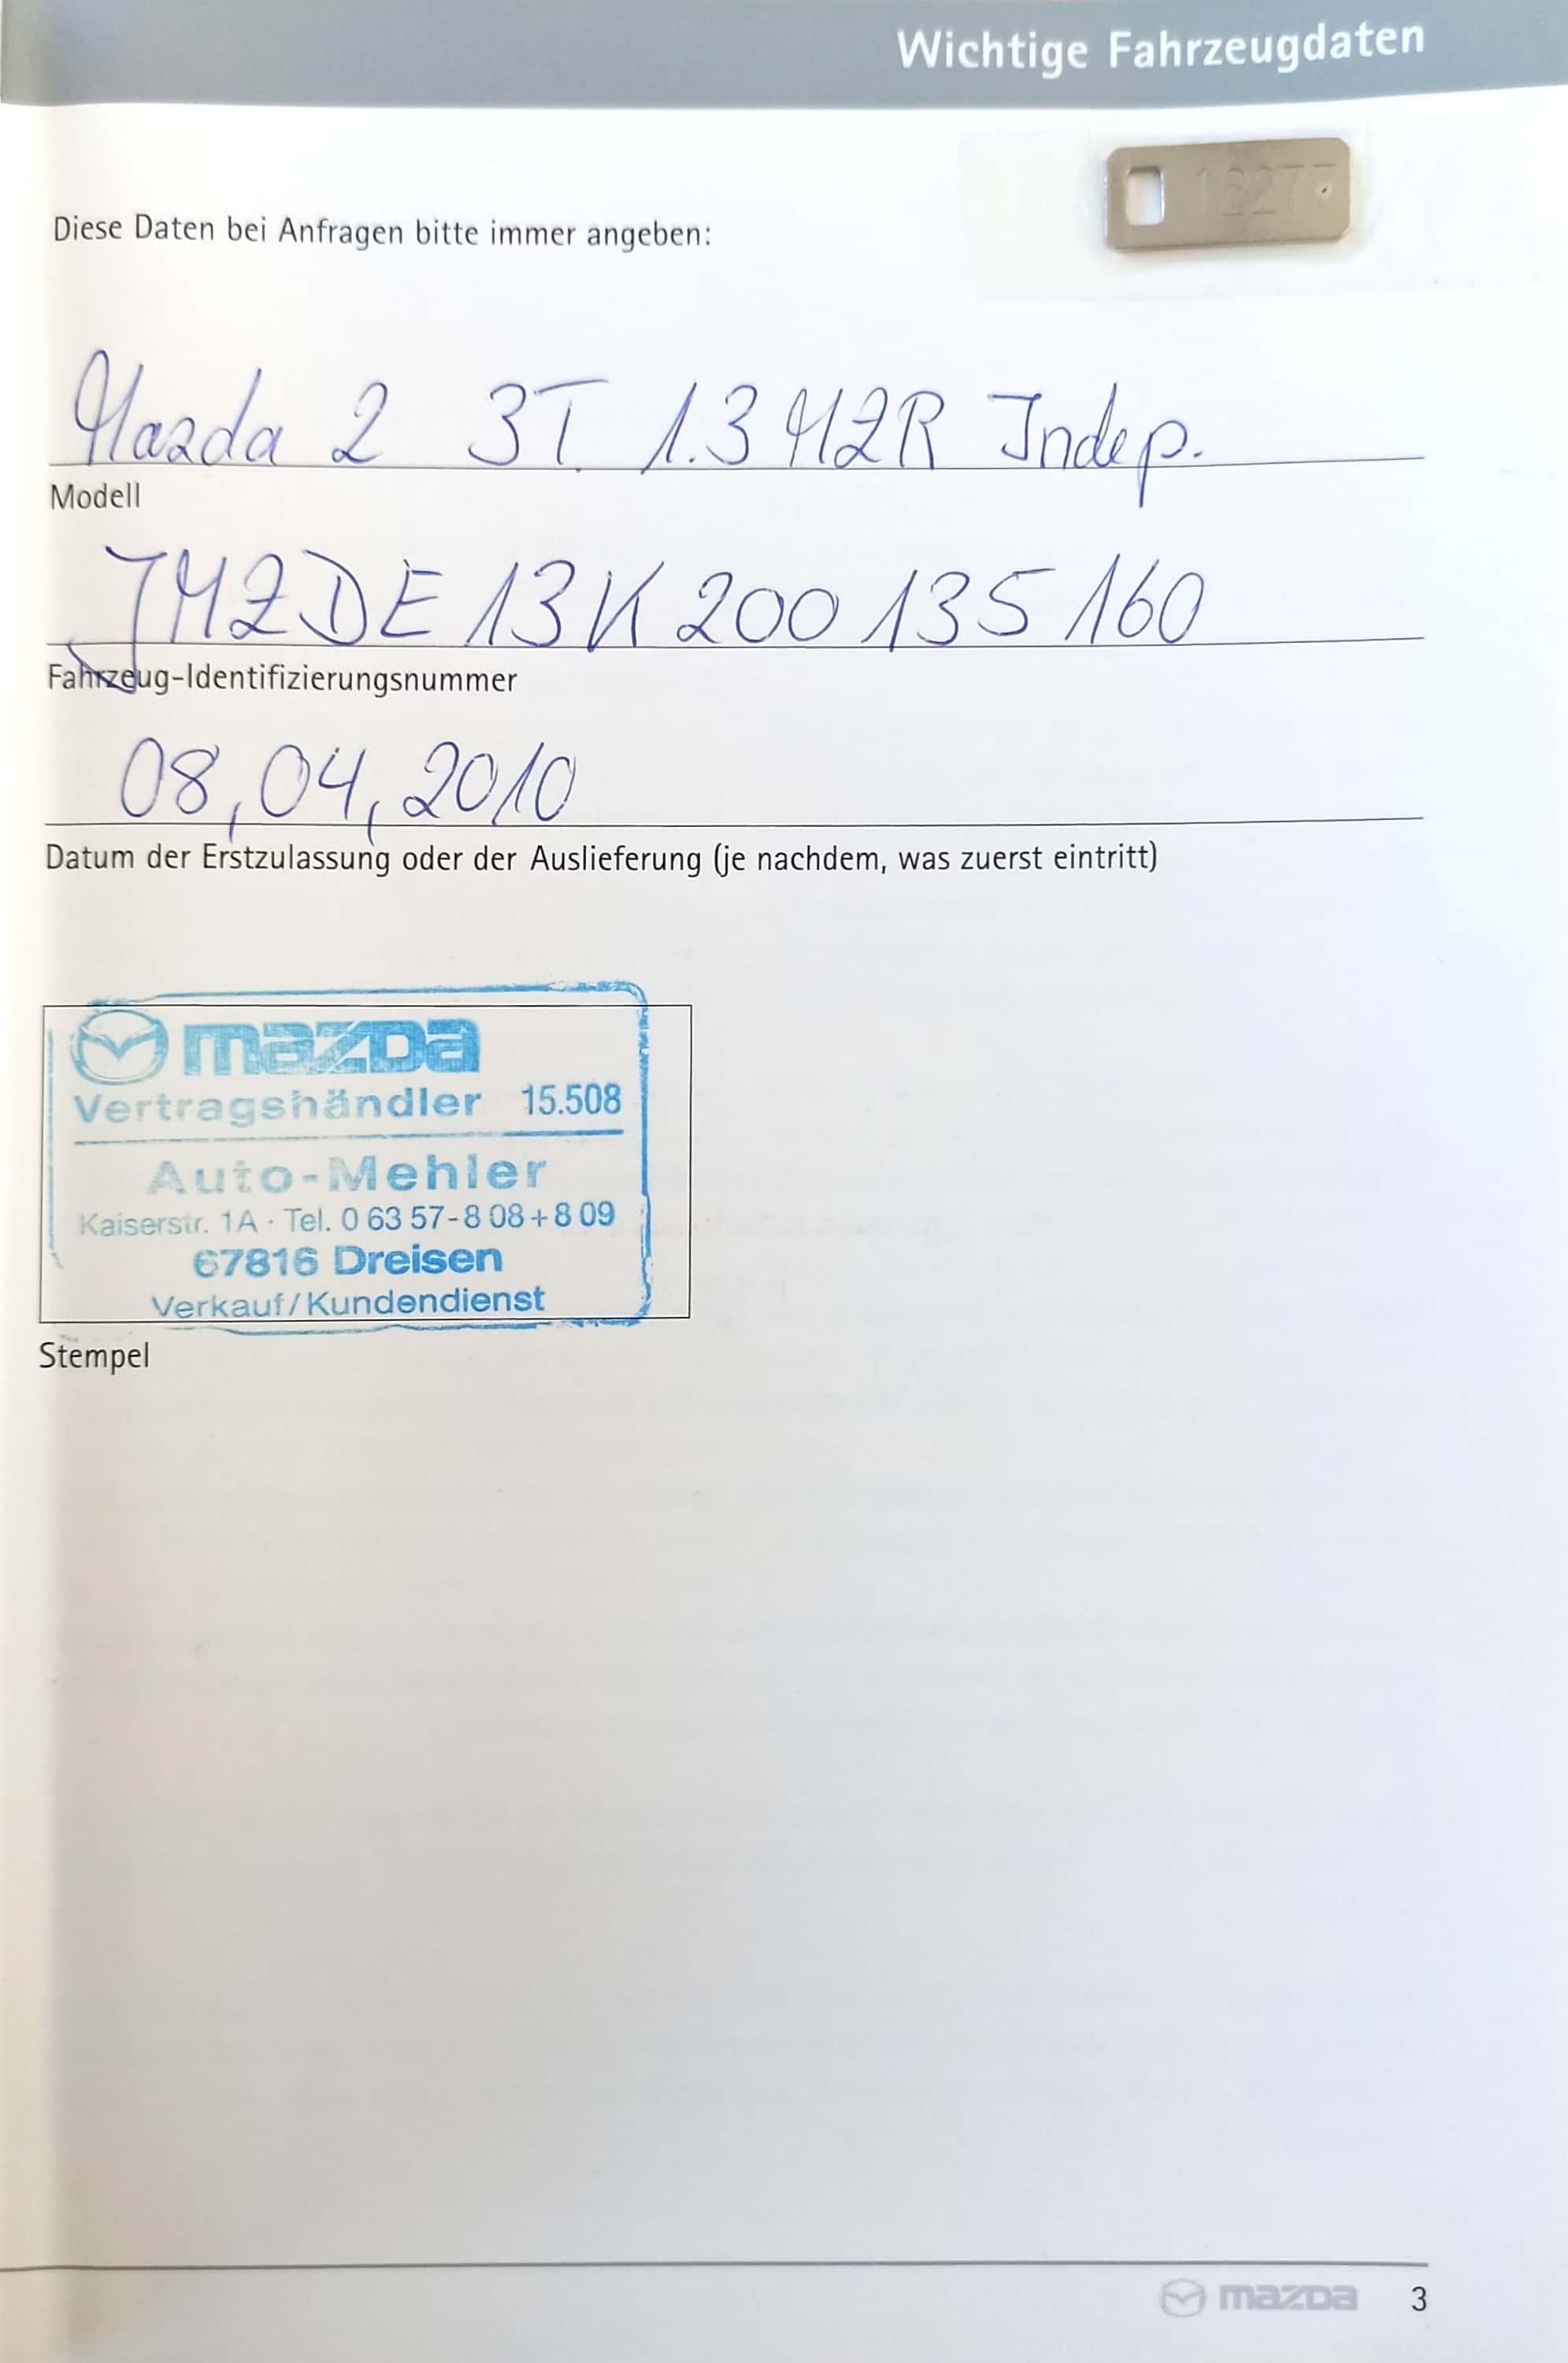 Wichtige Fahrzeugdaten
Diese Daten bei Anfragen bitte immer angeben:
Mazda 2 3T 1.3 MZR Indep.
Modell
JMZDE13K200135160
Fahrzeug-Identifizierungsnummer
08,04,2010
Datum der Erstzulassung oder der Auslieferung (je nachdem, was zuerst eintritt)
mazda
Vertragshändler 15.508
Auto-Mehler
Kaiserstr. 1A · Tel. 0 63 57-8 08+8 09
67816 Dreisen
Verkauf/Kundendienst
Stempel
mazda 3